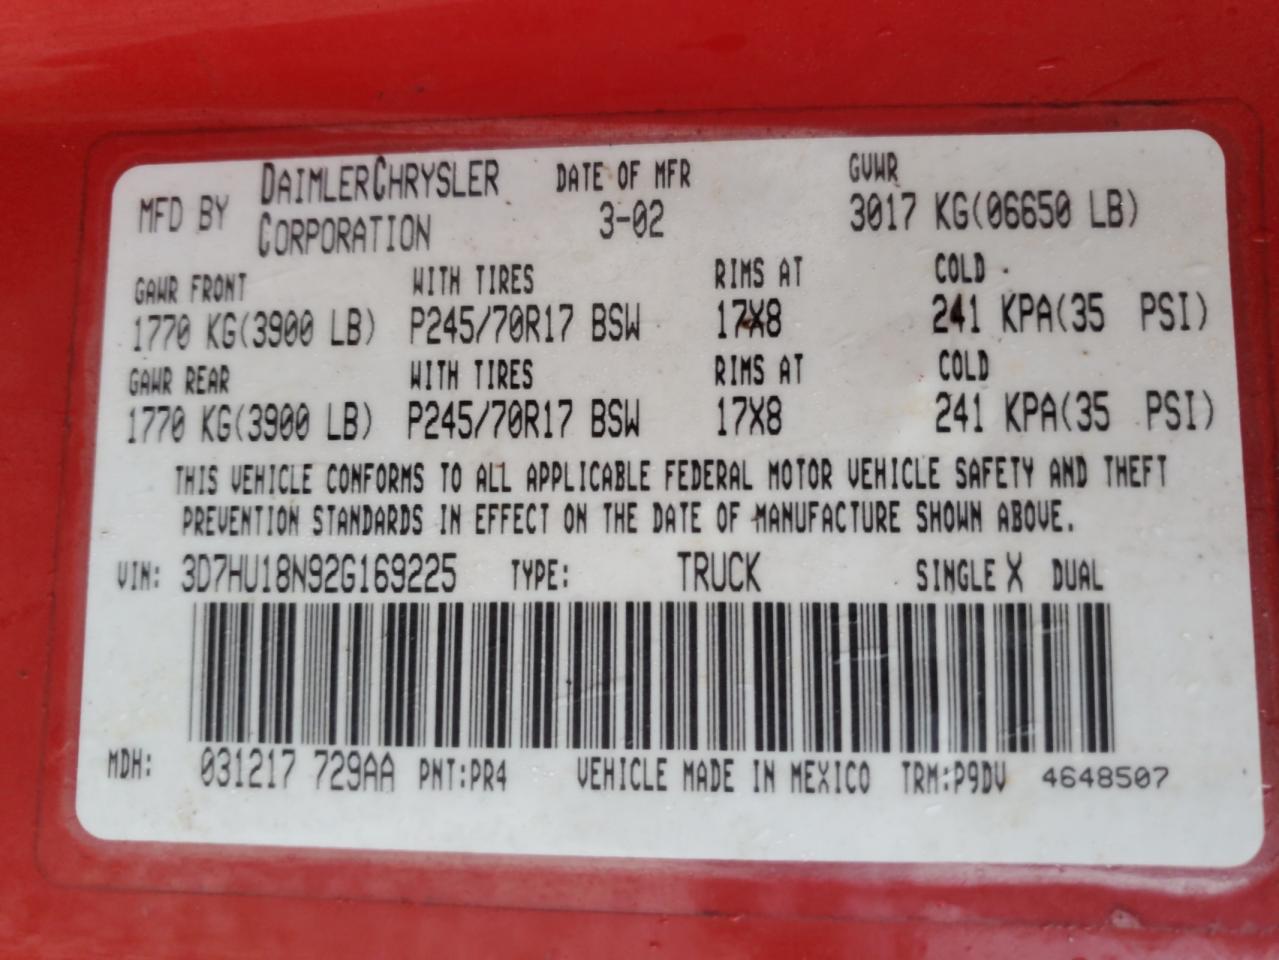 MFD BY DAIMLERCHRYSLER CORPORATION DATE OF MFR 3-02 GVWR 3017 KG(06650 LB)
GAWR FRONT WITH TIRES RIMS AT COLD
1770 KG(3900 LB) P245/70R17 BSW 17X8 241 KPA(35 PSI)
GAWR REAR WITH TIRES RIMS AT COLD
1770 KG(3900 LB) P245/70R17 BSW 17X8 241 KPA(35 PSI)
THIS VEHICLE CONFORMS TO ALL APPLICABLE FEDERAL MOTOR VEHICLE SAFETY AND THEFT
PREVENTION STANDARDS IN EFFECT ON THE DATE OF MANUFACTURE SHOWN ABOVE.
VIN: 3D7HU18N92G169225 TYPE: TRUCK SINGLE X DUAL
MDH: 031217 729AA PNT:PR4 VEHICLE MADE IN MEXICO TRM:P9DV 4648507